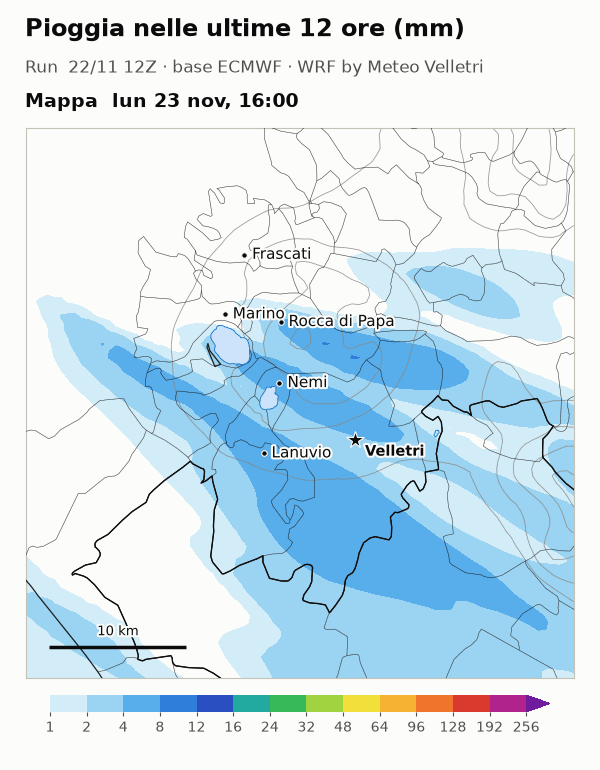 Pioggia nelle ultime 12 ore (mm)
Run  22/11 12Z · base ECMWF · WRF by Meteo Velletri
Mappa  lun 23 nov, 16:00
Frascati
Marino
Rocca di Papa
Nemi
Velletri
Lanuvio
10 km
1 2 4 8 12 16 24 32 48 64 96 128 192 256